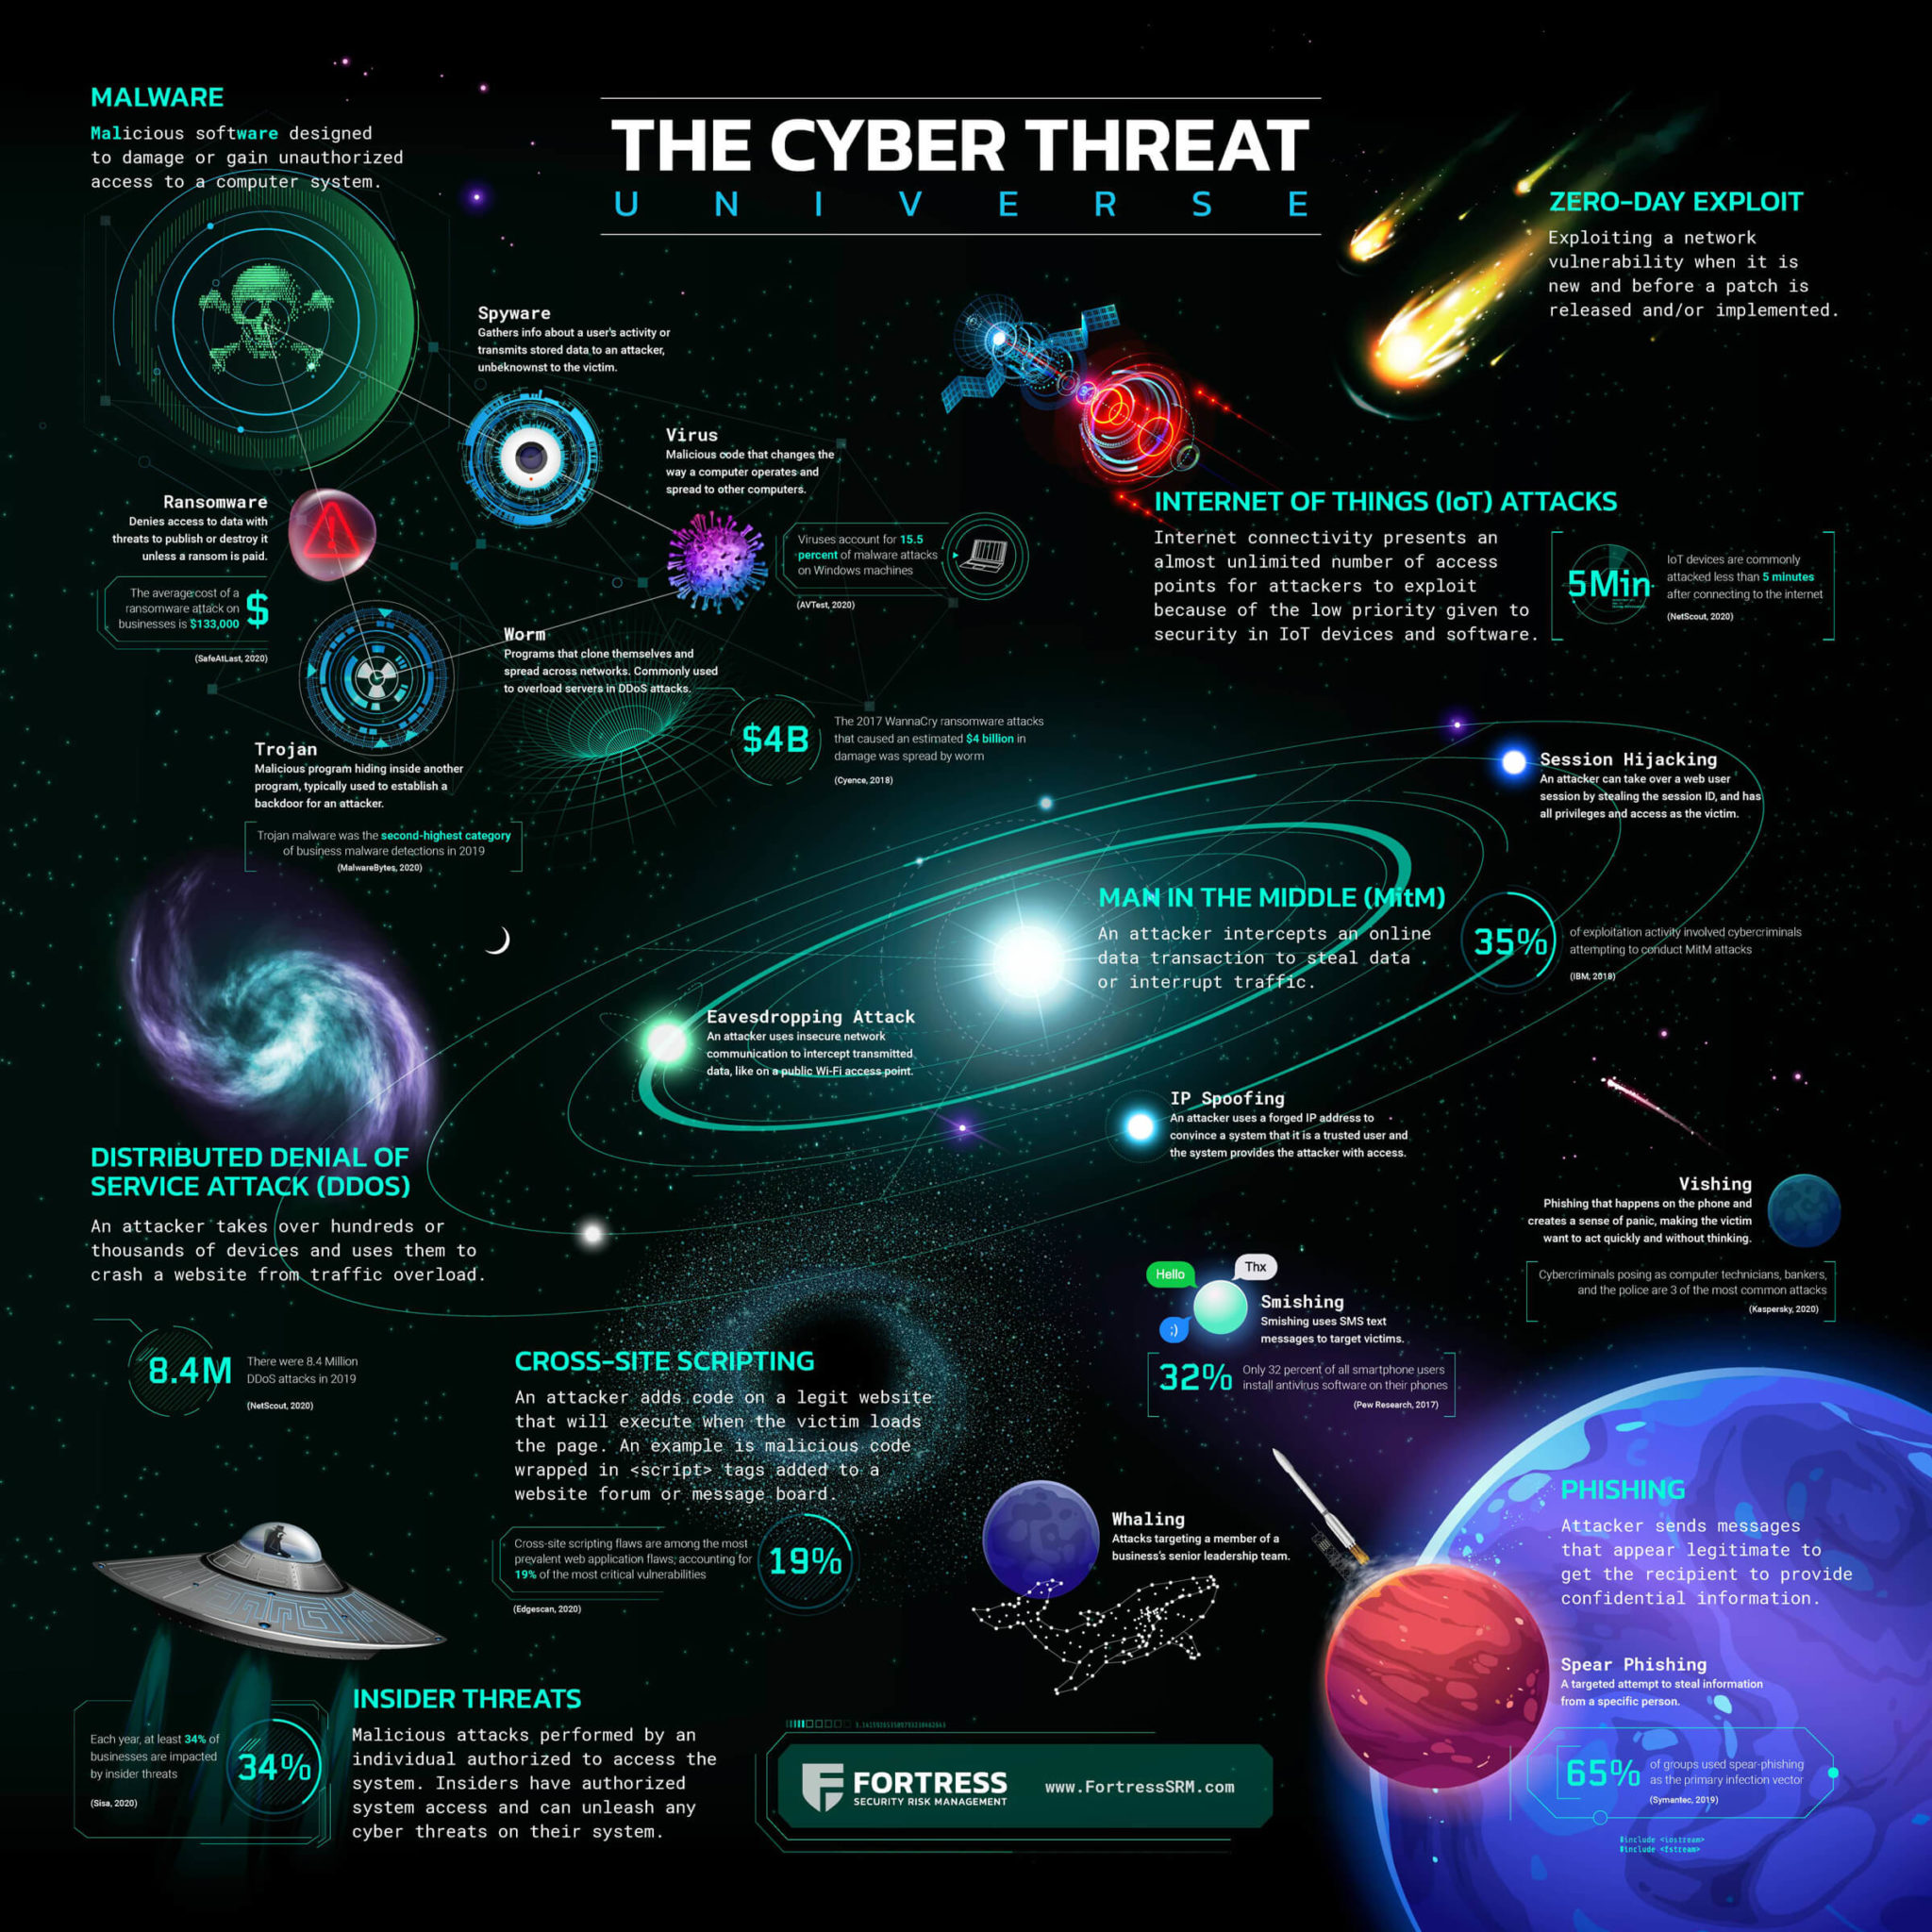 THE CYBER THREAT
UNIVERSE
MALWARE
Malicious software designed
to damage or gain unauthorized
access to a computer system.
Spyware
Gathers info about a user's activity or
transmits stored data to an attacker,
unbeknownst to the victim.
Virus
Malicious code that changes the
way a computer operates and
spread to other computers.
Viruses account for 15.5
percent of malware attacks
on Windows machines
(AVTest, 2020)
Ransomware
Denies access to data with
threats to publish or destroy it
unless a ransom is paid.
The average cost of a
ransomware attack on
businesses is $133,000
$
(SafeAtLast, 2020)
Worm
Programs that clone themselves and
spread across networks. Commonly used
to overload servers in DDoS attacks.
$4B
The 2017 WannaCry ransomware attacks
that caused an estimated $4 billion in
damage was spread by worm
(Cyence, 2018)
Trojan
Malicious program hiding inside another
program, typically used to establish a
backdoor for an attacker.
Trojan malware was the second-highest category
of business malware detections in 2019
(MalwareBytes, 2020)
ZERO-DAY EXPLOIT
Exploiting a network
vulnerability when it is
new and before a patch is
released and/or implemented.
INTERNET OF THINGS (IoT) ATTACKS
Internet connectivity presents an
almost unlimited number of access
points for attackers to exploit
because of the low priority given to
security in IoT devices and software.
5Min
IoT devices are commonly
attacked less than 5 minutes
after connecting to the internet
(NetScout, 2020)
Session Hijacking
An attacker can take over a web user
session by stealing the session ID, and has
all privileges and access as the victim.
MAN IN THE MIDDLE (MitM)
An attacker intercepts an online
data transaction to steal data
or interrupt traffic.
35%
of exploitation activity involved cybercriminals
attempting to conduct MitM attacks
(IBM, 2018)
Eavesdropping Attack
An attacker uses insecure network
communication to intercept transmitted
data, like on a public Wi-Fi access point.
IP Spoofing
An attacker uses a forged IP address to
convince a system that it is a trusted user and
the system provides the attacker with access.
DISTRIBUTED DENIAL OF
SERVICE ATTACK (DDOS)
An attacker takes over hundreds or
thousands of devices and uses them to
crash a website from traffic overload.
8.4M
There were 8.4 Million
DDoS attacks in 2019
(NetScout, 2020)
CROSS-SITE SCRIPTING
An attacker adds code on a legit website
that will execute when the victim loads
the page. An example is malicious code
wrapped in <script> tags added to a
website forum or message board.
Cross-site scripting flaws are among the most
prevalent web application flaws, accounting for
19% of the most critical vulnerabilities
19%
(Edgescan, 2020)
Vishing
Phishing that happens on the phone and
creates a sense of panic, making the victim
want to act quickly and without thinking.
Cybercriminals posing as computer technicians, bankers,
and the police are 3 of the most common attacks
(Kaspersky, 2020)
Hello
Thx
;)
Smishing
Smishing uses SMS text
messages to target victims.
32%
Only 32 percent of all smartphone users
install antivirus software on their phones
(Pew Research, 2017)
Whaling
Attacks targeting a member of a
business's senior leadership team.
PHISHING
Attacker sends messages
that appear legitimate to
get the recipient to provide
confidential information.
Spear Phishing
A targeted attempt to steal information
from a specific person.
65%
of groups used spear-phishing
as the primary infection vector
(Symantec, 2019)
#include <iostream>
#include <fstream>
INSIDER THREATS
Malicious attacks performed by an
individual authorized to access the
system. Insiders have authorized
system access and can unleash any
cyber threats on their system.
Each year, at least 34% of
businesses are impacted
by insider threats
34%
(Sisa, 2020)
FORTRESS
SECURITY RISK MANAGEMENT
www.FortressSRM.com